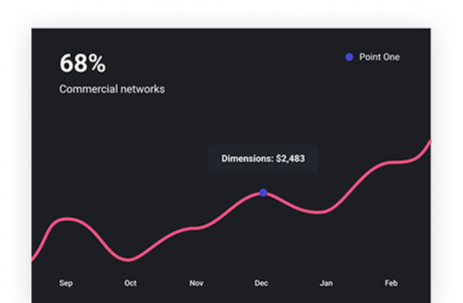 68%
Point One
Commercial networks
Dimensions: $2,483
Sep Oct Nov Dec Jan Feb